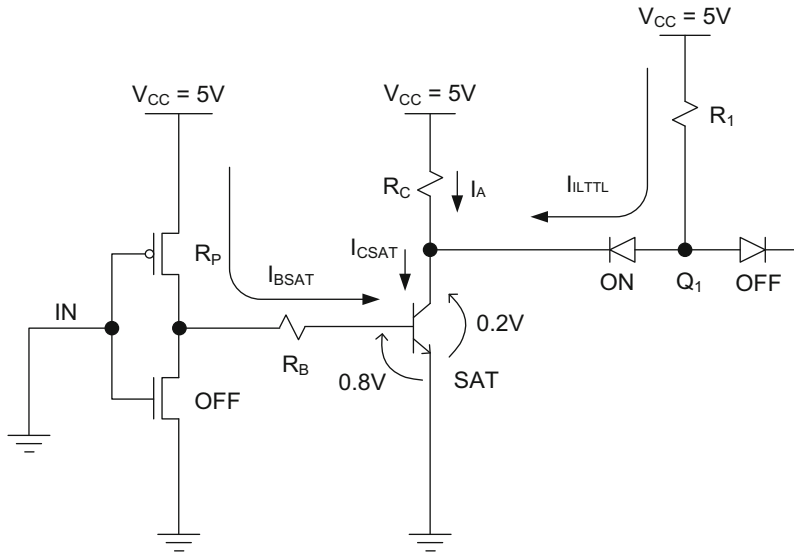 V_CC = 5V
V_CC = 5V
V_CC = 5V
R_1
R_C
I_A
I_ILTTL
R_P
I_BSAT
I_CSAT
ON
Q_1
OFF
IN
R_B
0.2V
0.8V
SAT
OFF